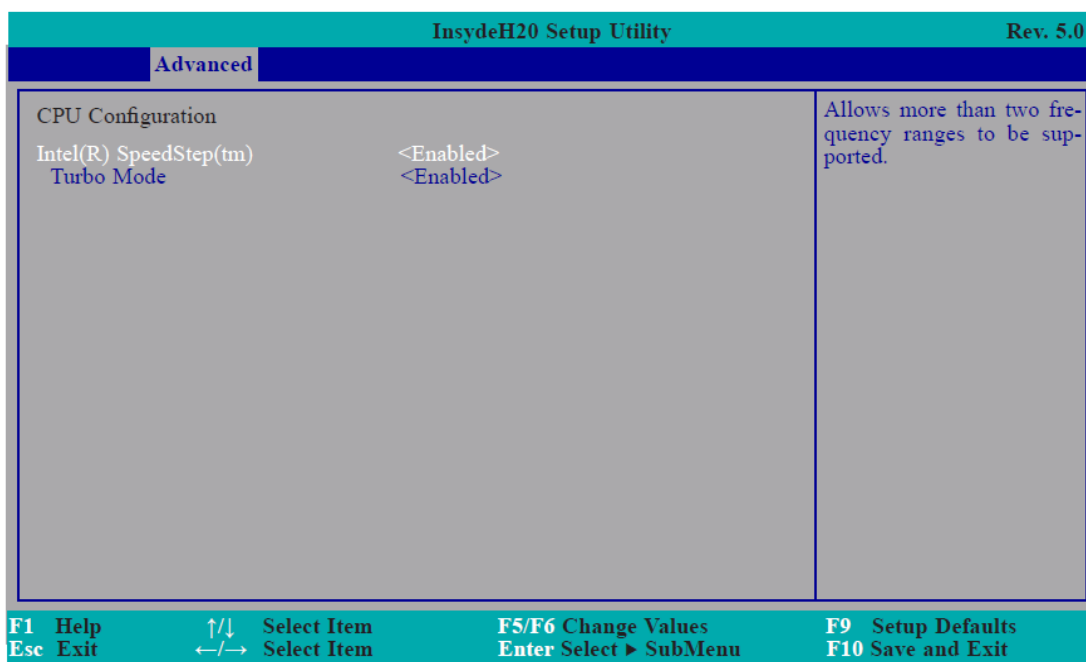 InsydeH20 Setup Utility Rev. 5.0
Advanced
CPU Configuration
Intel(R) SpeedStep(tm) <Enabled>
Turbo Mode <Enabled>
Allows more than two fre-
quency ranges to be sup-
ported.
F1 Help ↑/↓ Select Item F5/F6 Change Values F9 Setup Defaults
Esc Exit ←/→ Select Item Enter Select ▶ SubMenu F10 Save and Exit